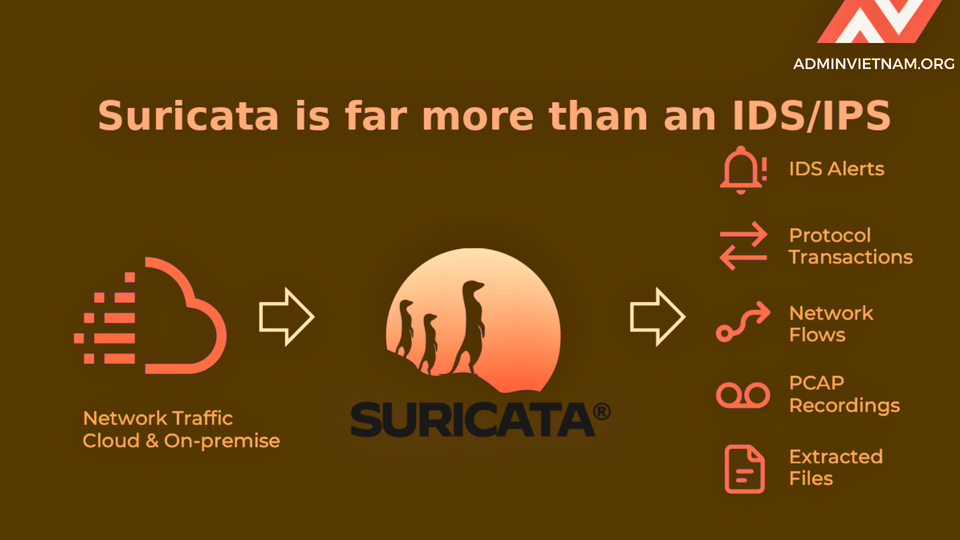 ADMINVIETNAM.ORG
Suricata is far more than an IDS/IPS
IDS Alerts
Protocol
Transactions
Network
Flows
PCAP
Recordings
Extracted
Files
SURICATA®
Network Traffic
Cloud & On-premise